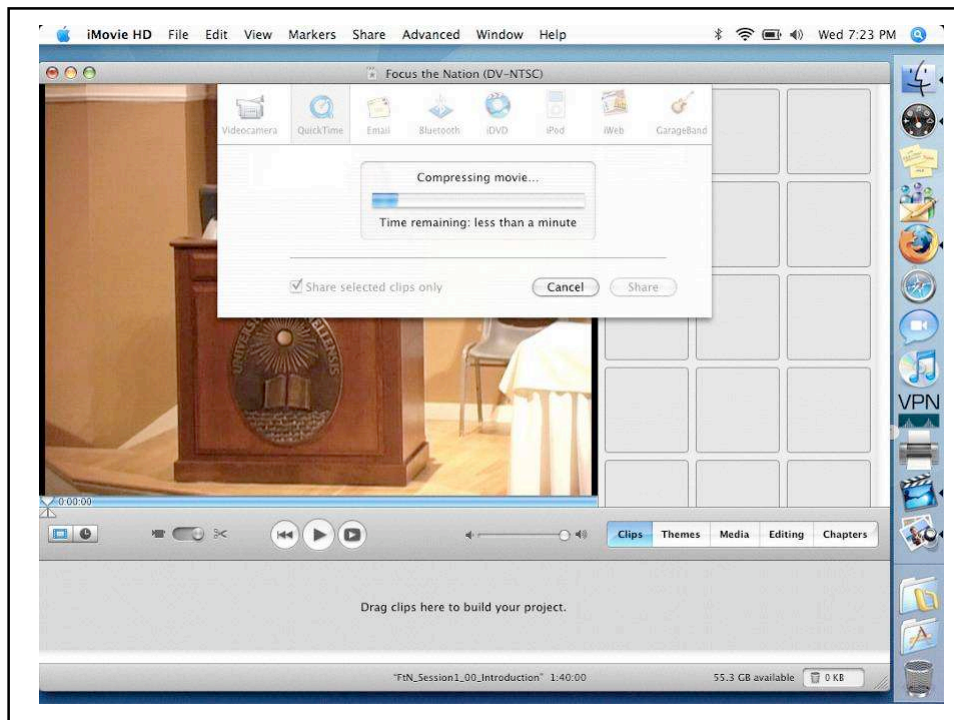 iMovie HD File Edit View Markers Share Advanced Window Help Wed 7:23 PM
Focus the Nation (DV-NTSC)
Videocamera QuickTime Email Bluetooth iDVD iPod iWeb GarageBand
Compressing movie...
Time remaining: less than a minute
Share selected clips only Cancel Share
VPN
0:00:00
Clips Themes Media Editing Chapters
Drag clips here to build your project.
"FtN_Session1_00_Introduction" 1:40:00 55.3 GB available 0 KB